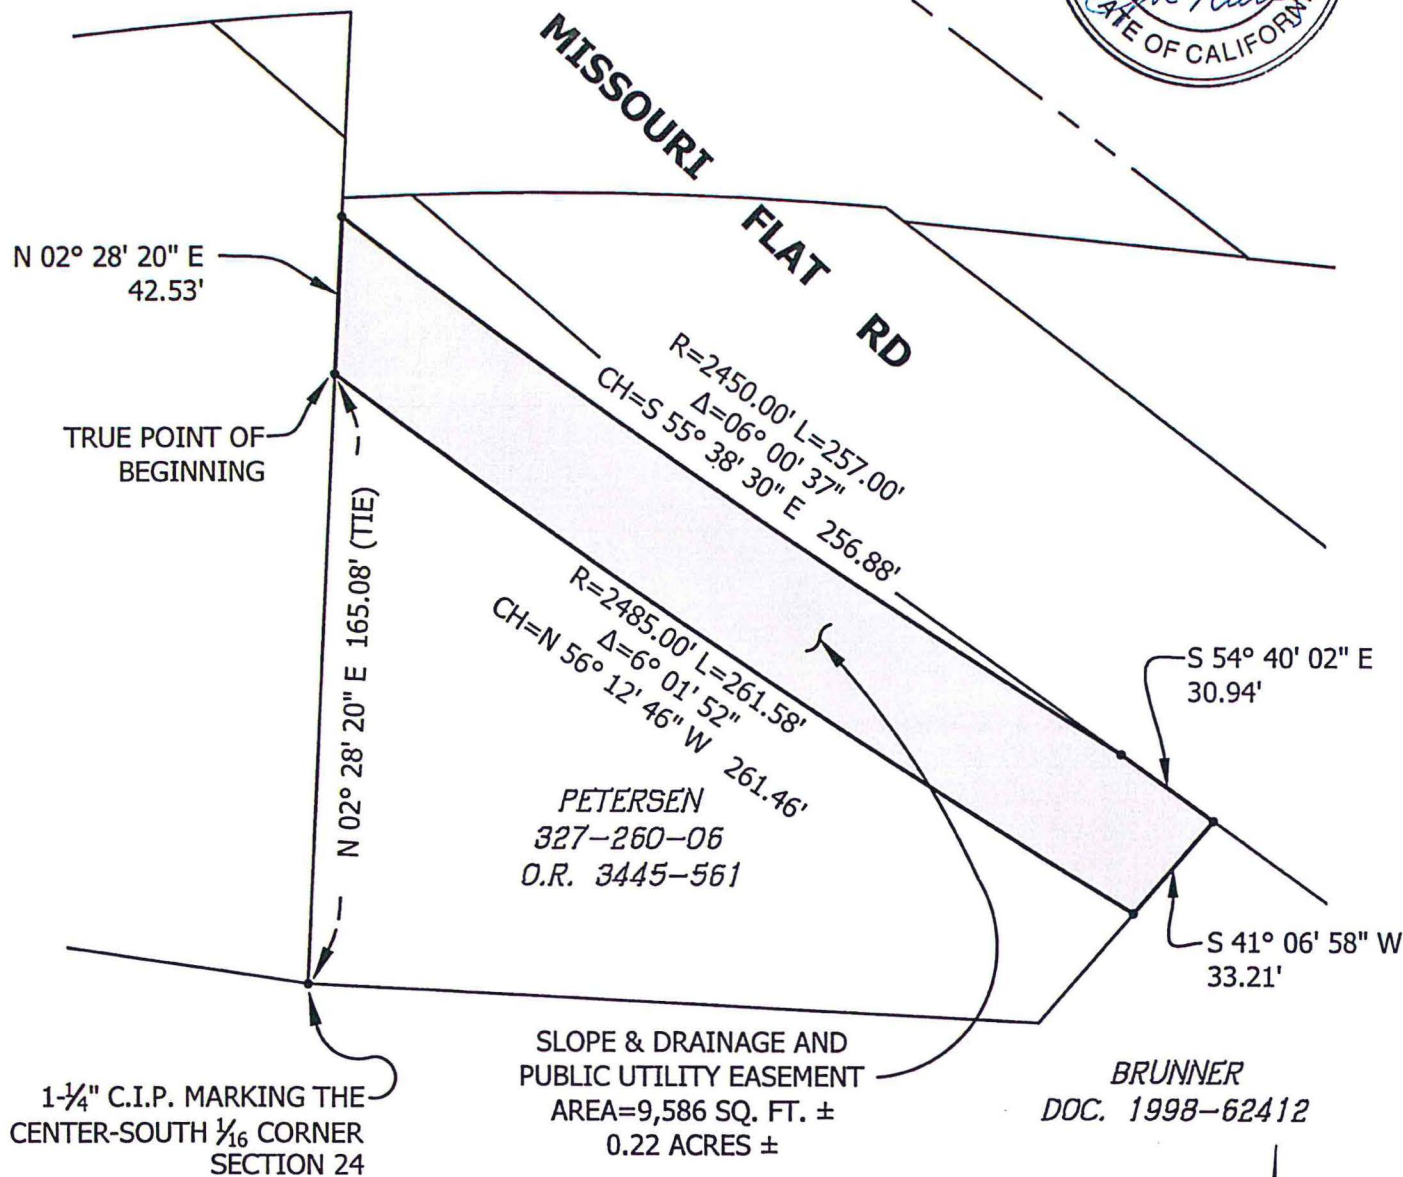 ATE OF CALIFORNI
MISSOURI
FLAT
RD
N 02° 28' 20" E
42.53'
R=2450.00' L=257.00'
Δ=06° 00' 37"
CH=S 55° 38' 30" E 256.88'
TRUE POINT OF
BEGINNING
N 02° 28' 20" E 165.08' (TIE)
R=2485.00' L=261.58'
Δ=6° 01' 52"
CH=N 56° 12' 46" W 261.46'
S 54° 40' 02" E
30.94'
PETERSEN
327-260-06
O.R. 3445-561
S 41° 06' 58" W
33.21'
SLOPE & DRAINAGE AND
PUBLIC UTILITY EASEMENT
AREA=9,586 SQ. FT. ±
0.22 ACRES ±
BRUNNER
DOC. 1998-62412
1-¼" C.I.P. MARKING THE
CENTER-SOUTH 1/16 CORNER
SECTION 24